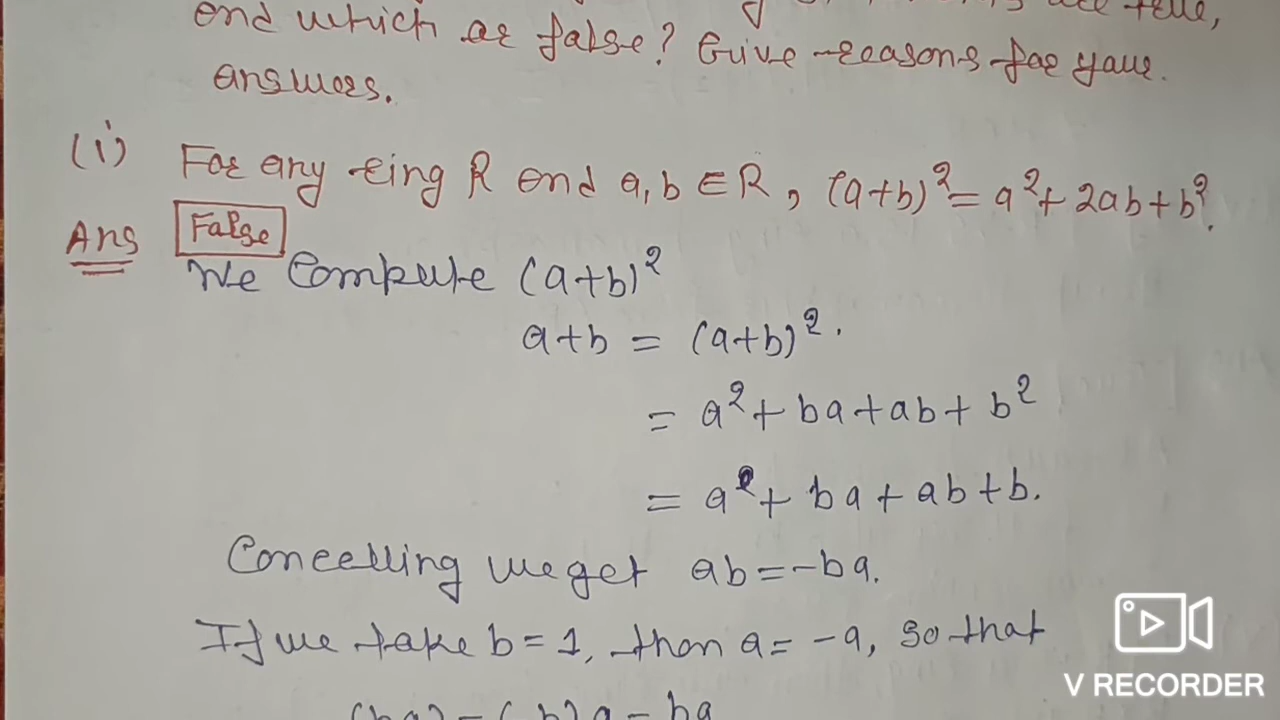 and which are false? Give reasons for your
answers.
(i) For any ring R and a, b ∈ R, (a+b)² = a² + 2ab + b².
Ans False
We Compute (a+b)²
a+b = (a+b)².
= a² + ba + ab + b²
= a² + ba + ab + b.
Concelling we get ab = -ba.
If we take b = 1, then a = -a, so that
V RECORDER